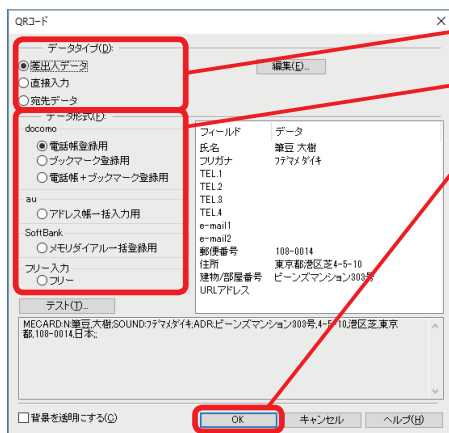 QRコード
データタイプ(D):
差出人データ
編集(E)...
直接入力
宛先データ
データ形式(F):
docomo
電話帳登録用
ブックマーク登録用
電話帳+ブックマーク登録用
au
アドレス帳一括入力用
SoftBank
メモリダイアル一括登録用
フリー入力
フリー
テスト(T)...
フィールド データ
氏名 筆豆 大樹
フリガナ フデマメ ダイキ
TEL.1
TEL.2
TEL.3
TEL.4
e-mail1
e-mail2
郵便番号 108-0014
住所 東京都港区芝4-5-10
建物/部屋番号 ビーンズマンション303号
URLアドレス
MECARD:N:筆豆,大樹;SOUND:フデマメ,ダイキ;ADR:ビーンズマンション303号,4-5-10,港区芝,東京
都,108-0014,日本;;
背景を透明にする(C)
OK
キャンセル
ヘルプ(H)